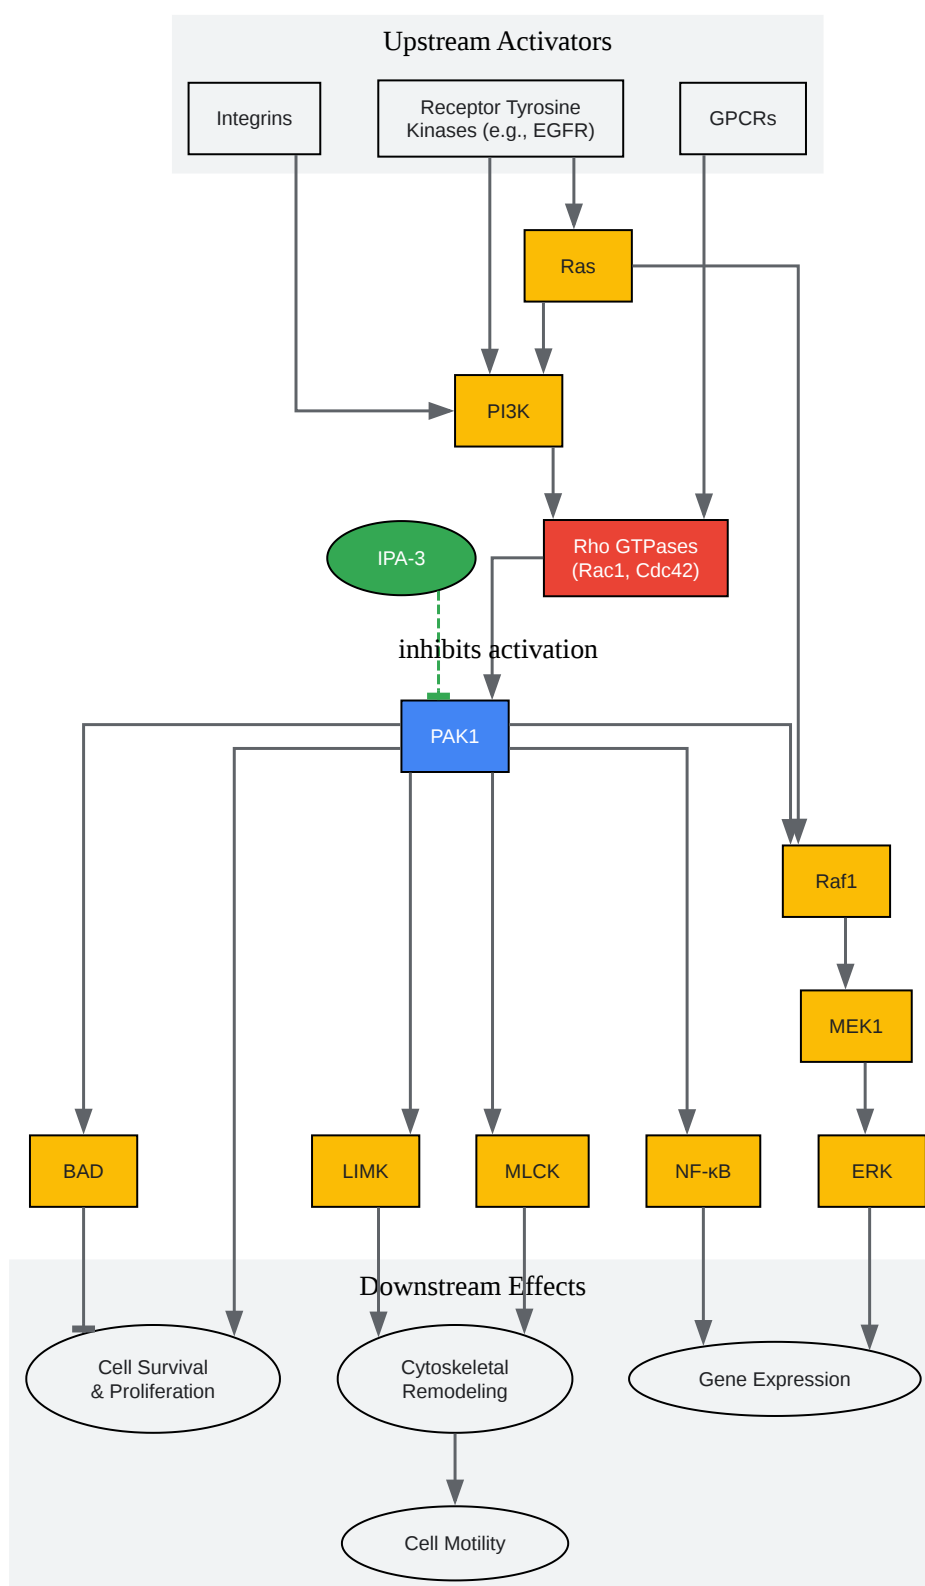 Upstream Activators
Integrins
Receptor Tyrosine
Kinases (e.g., EGFR)
GPCRs
Ras
PI3K
IPA-3
Rho GTPases
(Rac1, Cdc42)
inhibits activation
PAK1
Raf1
MEK1
BAD
LIMK
MLCK
NF-κB
ERK
Downstream Effects
Cell Survival
& Proliferation
Cytoskeletal
Remodeling
Gene Expression
Cell Motility